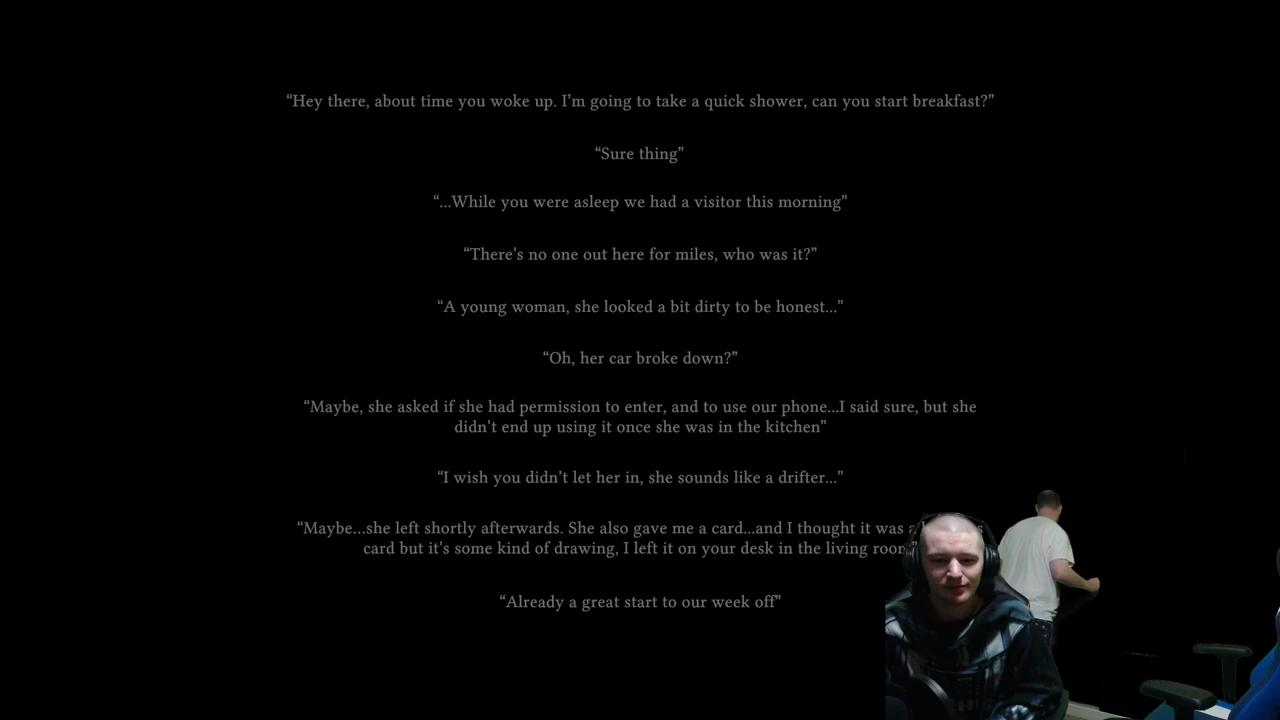 “Hey there, about time you woke up. I’m going to take a quick shower, can you start breakfast?”
“Sure thing”
“...While you were asleep we had a visitor this morning”
“There’s no one out here for miles, who was it?”
“A young woman, she looked a bit dirty to be honest...”
“Oh, her car broke down?”
“Maybe, she asked if she had permission to enter, and to use our phone...I said sure, but she
didn’t end up using it once she was in the kitchen”
“I wish you didn’t let her in, she sounds like a drifter...”
“Maybe...she left shortly afterwards. She also gave me a card...and I thought it was a
card but it’s some kind of drawing, I left it on your desk in the living room”
“Already a great start to our week off”